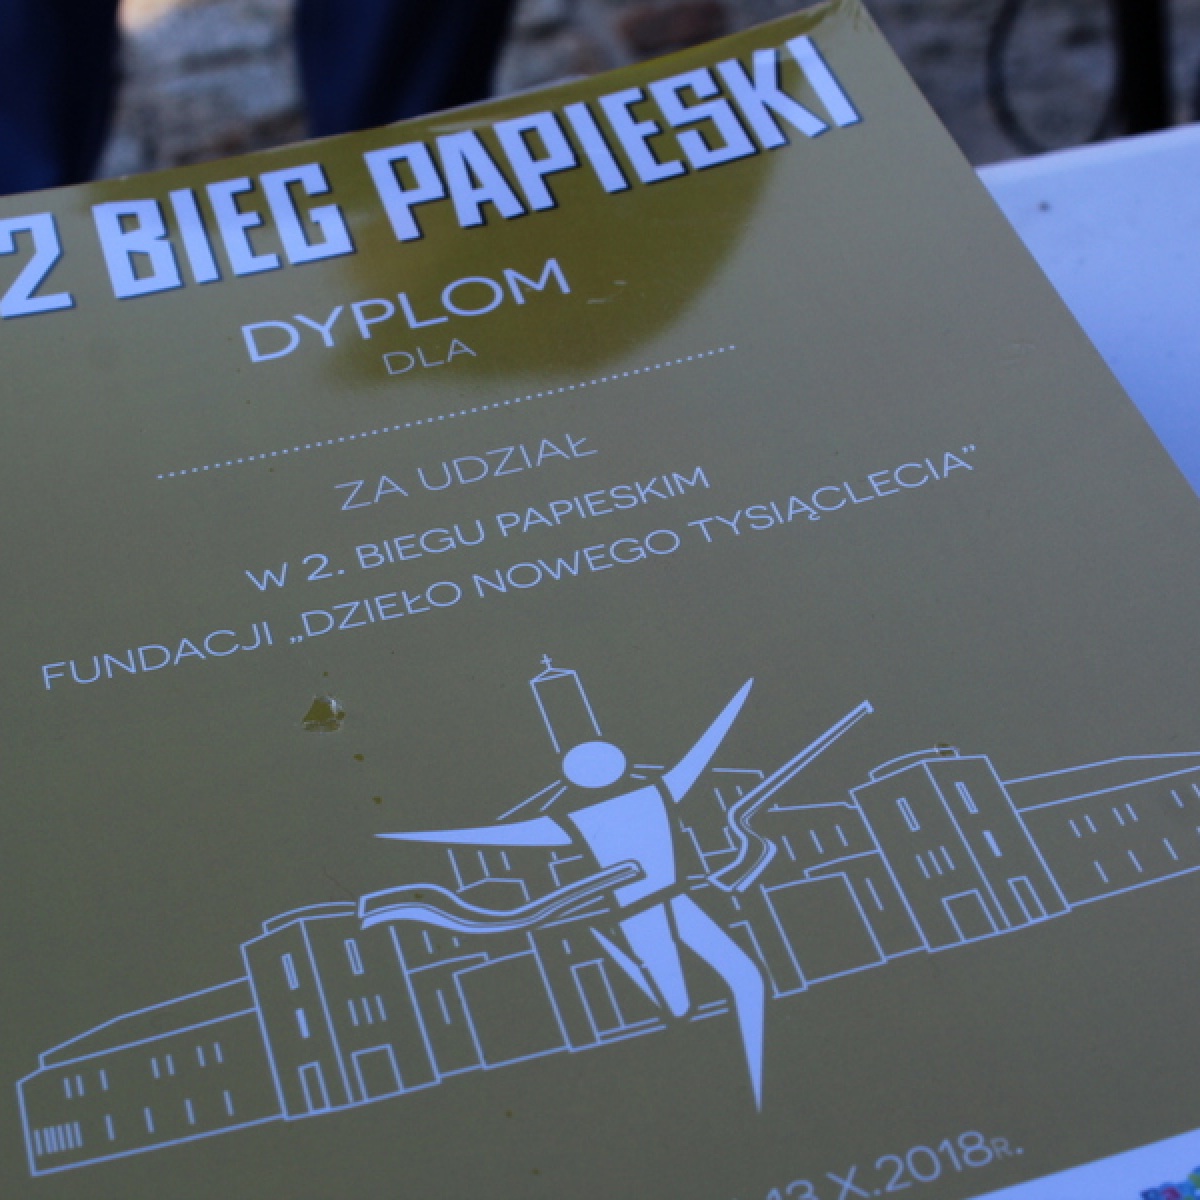 2 BIEG PAPIESKI
DYPLOM
DLA
ZA UDZIAŁ
W 2. BIEGU PAPIESKIM
FUNDACJI „DZIEŁO NOWEGO TYSIĄCLECIA”
13 X.2018R.